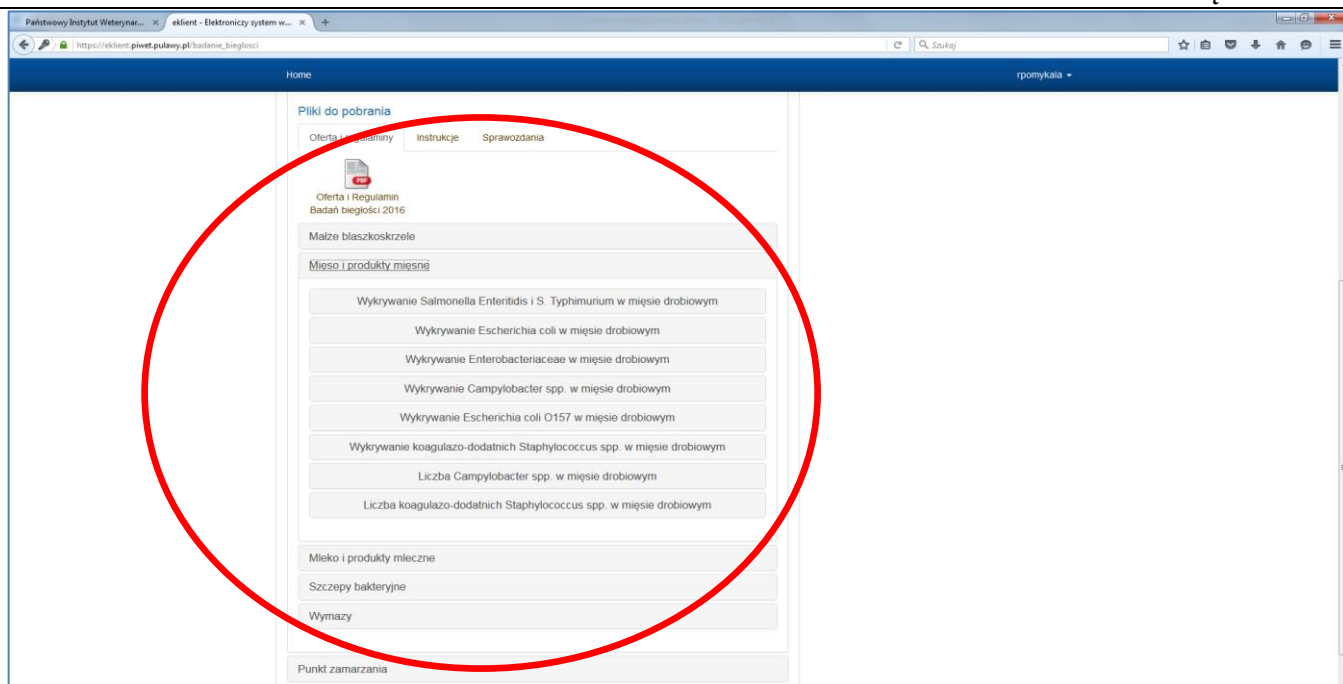 Ę
Państwowy Instytut Weterynar...
eklient - Elektroniczy system w...
https://eklient.piwet.pulawy.pl/badanie_bieglosci
Szukaj
Home
rpomykala
Pliki do pobrania
Oferta i regulaminy Instrukcje Sprawozdania
PDF
Oferta i Regulamin
Badań biegłości 2016
Małże blaszkoskrzele
Mięso i produkty mięsne
Wykrywanie Salmonella Enteritidis i S. Typhimurium w mięsie drobiowym
Wykrywanie Escherichia coli w mięsie drobiowym
Wykrywanie Enterobacteriaceae w mięsie drobiowym
Wykrywanie Campylobacter spp. w mięsie drobiowym
Wykrywanie Escherichia coli O157 w mięsie drobiowym
Wykrywanie koagulazo-dodatnich Staphylococcus spp. w mięsie drobiowym
Liczba Campylobacter spp. w mięsie drobiowym
Liczba koagulazo-dodatnich Staphylococcus spp. w mięsie drobiowym
Mleko i produkty mleczne
Szczepy bakteryjne
Wymazy
Punkt zamarzania